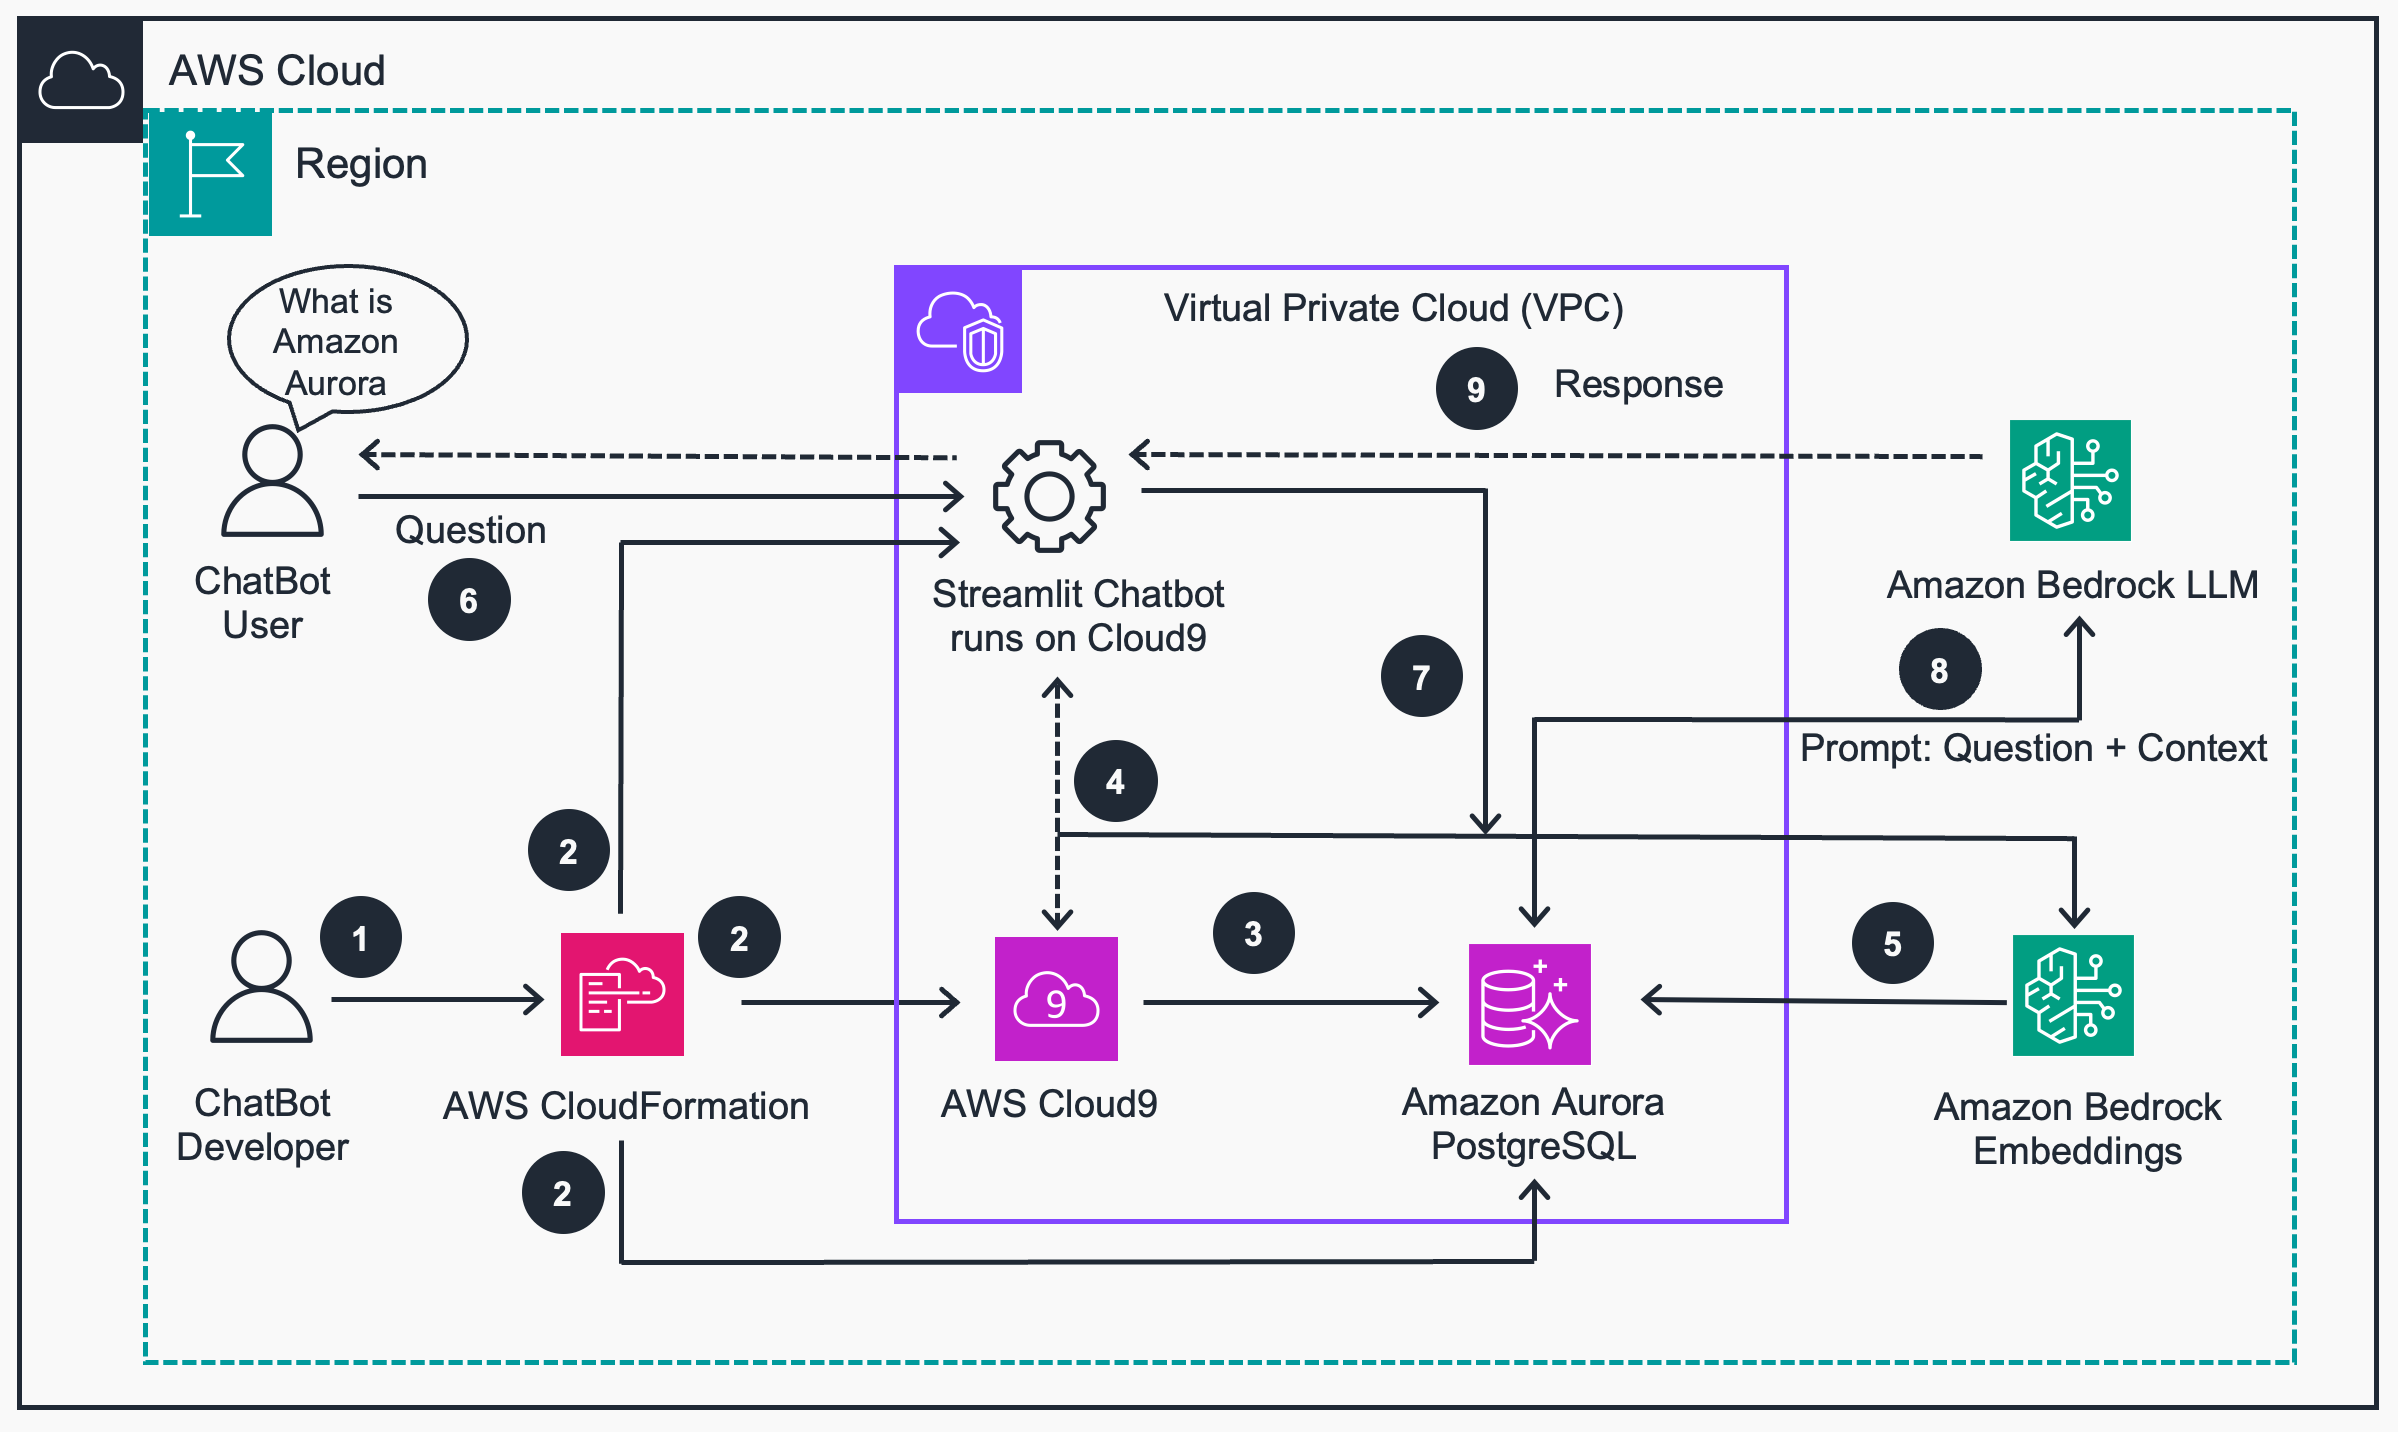 AWS Cloud
Region
What is
Amazon
Aurora
Virtual Private Cloud (VPC)
9
Response
Question
6
ChatBot
User
Streamlit Chatbot
runs on Cloud9
Amazon Bedrock LLM
7
8
Prompt: Question + Context
4
2
1
2
3
5
9
ChatBot
Developer
AWS CloudFormation
AWS Cloud9
Amazon Aurora
PostgreSQL
Amazon Bedrock
Embeddings
2